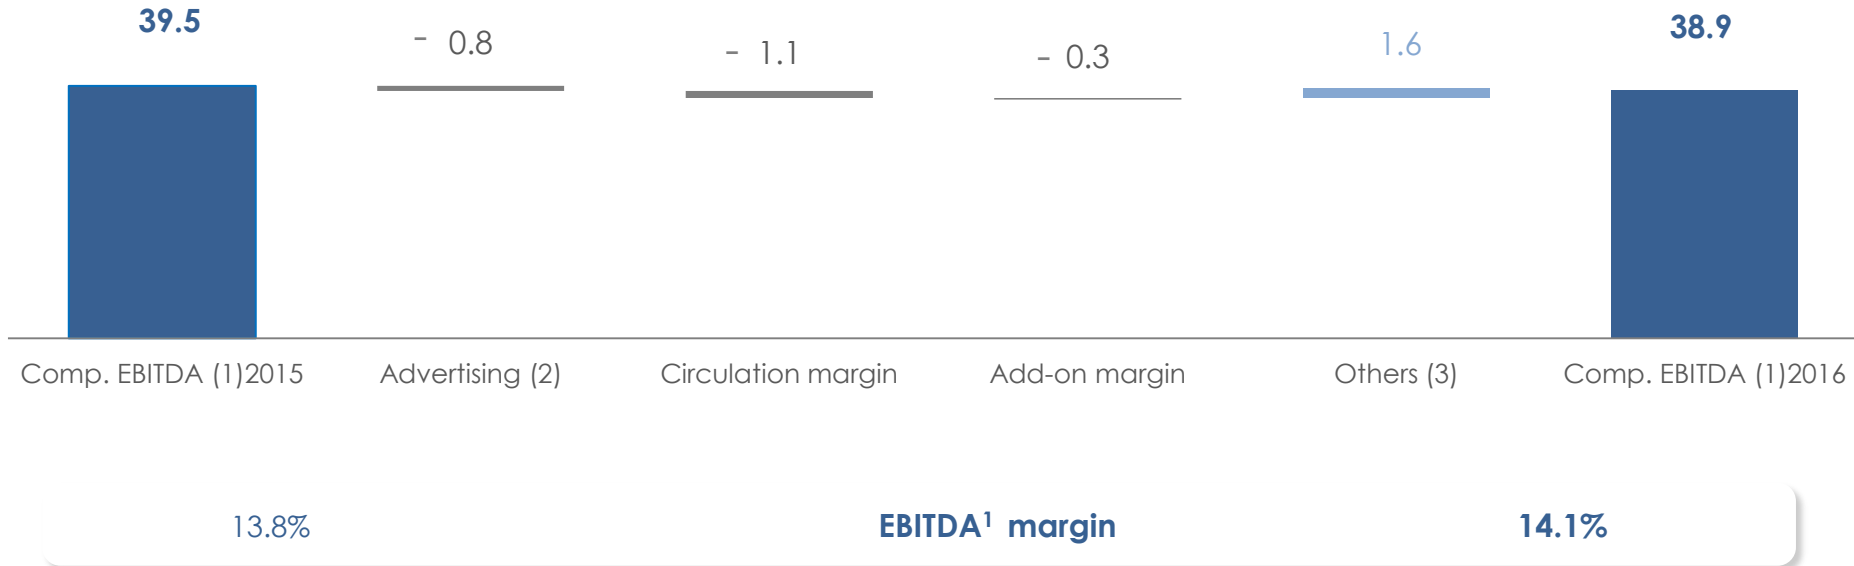 39.5
- 0.8
- 1.1
- 0.3
1.6
38.9
Comp. EBITDA (1)2015
Advertising (2)
Circulation margin
Add-on margin
Others (3)
Comp. EBITDA (1)2016
13.8%
EBITDA¹ margin
14.1%